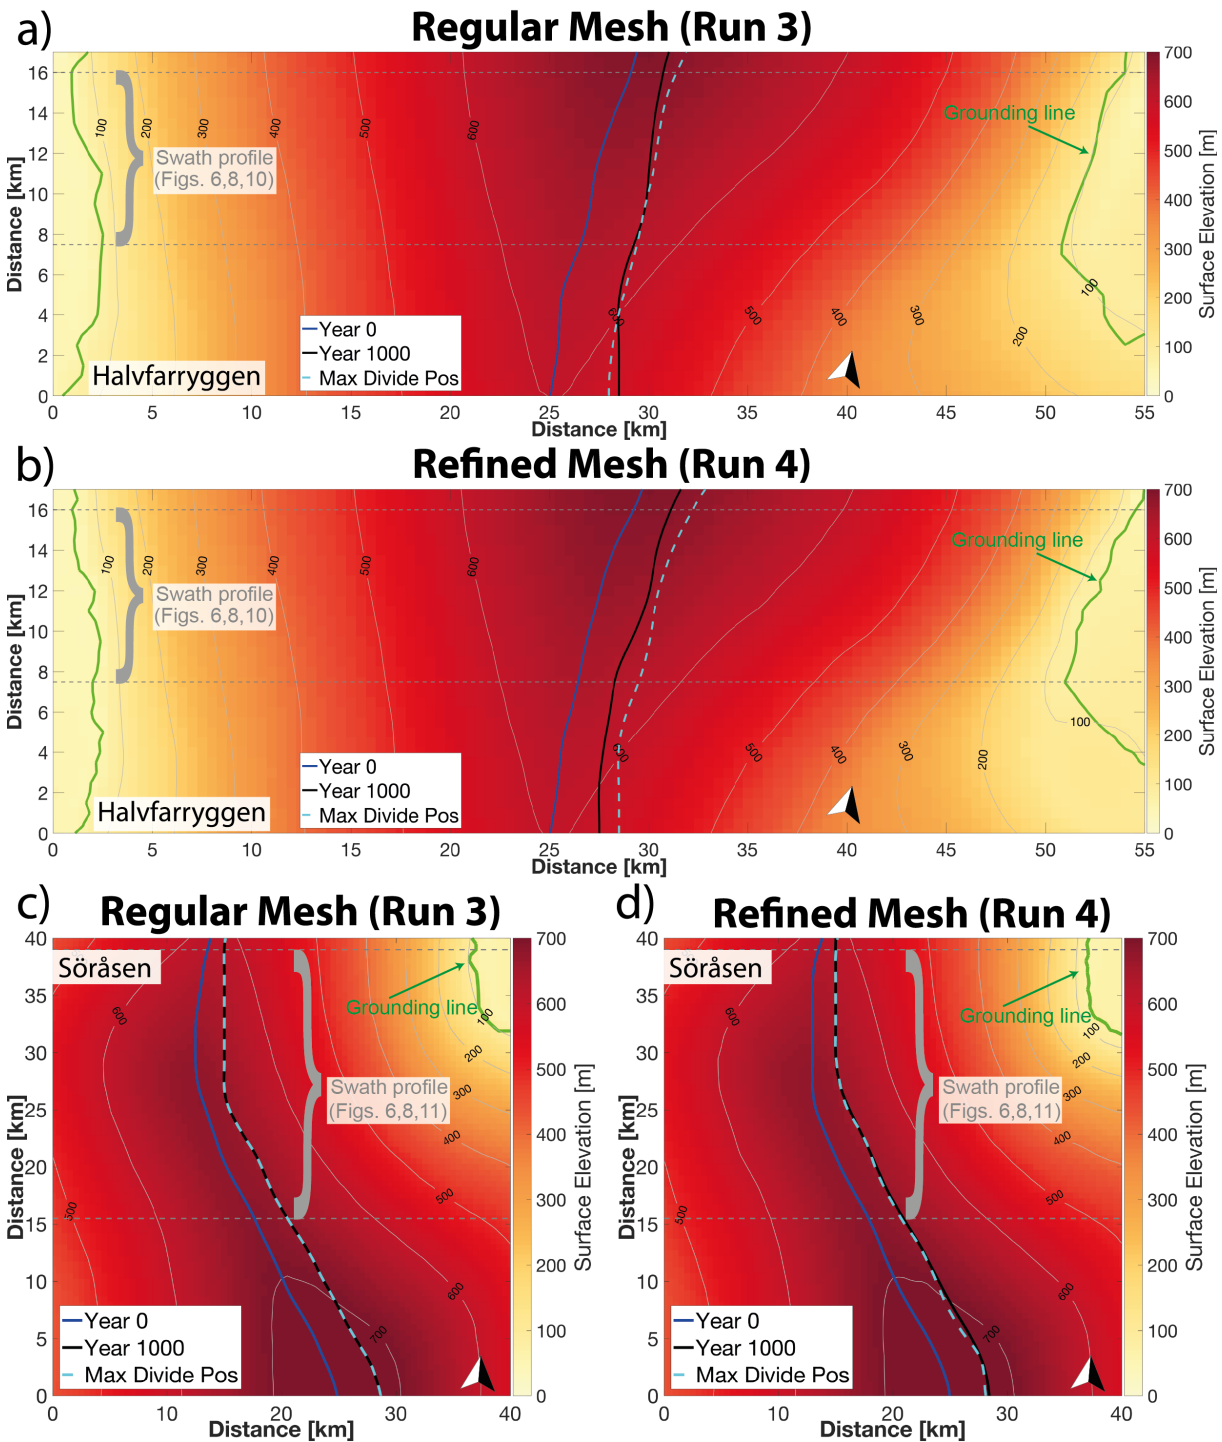 a)
Regular Mesh (Run 3)
Distance [km]
16
14
12
10
8
6
4
2
0
100
200
300
400
500
600
600
500
400
300
200
100
Swath profile
(Figs. 6,8,10)
Grounding line
Year 0
Year 1000
Max Divide Pos
Halvfarryggen
0 5 10 15 20 25 30 35 40 45 50 55
Distance [km]
700
600
500
400
300
200
100
0
Surface Elevation [m]
b)
Refined Mesh (Run 4)
Distance [km]
16
14
12
10
8
6
4
2
0
100
200
300
400
500
600
600
500
400
300
200
100
Swath profile
(Figs. 6,8,10)
Grounding line
Year 0
Year 1000
Max Divide Pos
Halvfarryggen
0 5 10 15 20 25 30 35 40 45 50 55
Distance [km]
700
600
500
400
300
200
100
0
Surface Elevation [m]
c)
Regular Mesh (Run 3)
Distance [km]
40
35
30
25
20
15
10
5
0
Söråsen
Grounding line
600
100
200
300
400
500
500
600
700
Swath profile
(Figs. 6,8,11)
Year 0
Year 1000
Max Divide Pos
0 10 20 30 40
Distance [km]
700
600
500
400
300
200
100
0
Surface Elevation [m]
d)
Refined Mesh (Run 4)
Distance [km]
40
35
30
25
20
15
10
5
0
Söråsen
Grounding line
600
100
200
300
400
500
500
600
700
Swath profile
(Figs. 6,8,11)
Year 0
Year 1000
Max Divide Pos
0 10 20 30 40
Distance [km]
700
600
500
400
300
200
100
0
Surface Elevation [m]